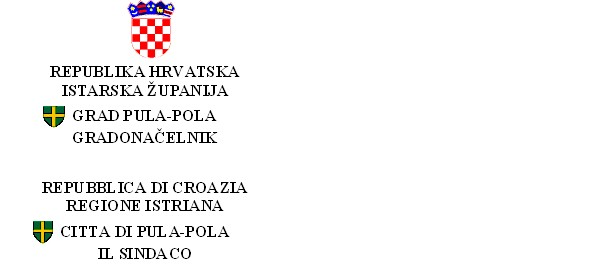 REPUBLIKA HRVATSKA
ISTARSKA ŽUPANIJA
GRAD PULA-POLA
GRADONAČELNIK
REPUBBLICA DI CROAZIA
REGIONE ISTRIANA
CITTA DI PULA-POLA
IL SINDACO